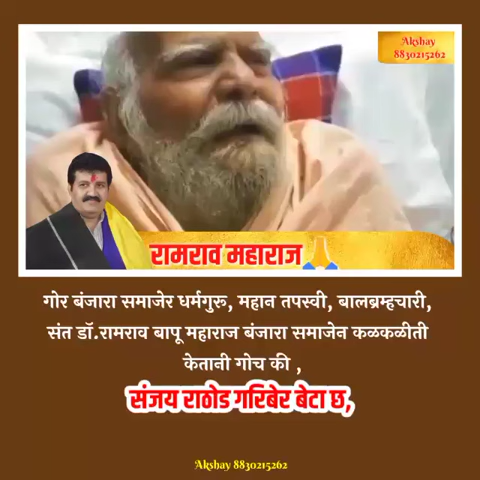 Akshay
8830215262
रामराव महाराज🙏
गोर बंजारा समाजेर धर्मगुरू, महान तपस्वी, बालब्रम्हचारी,
संत डॉ.रामराव बापू महाराज बंजारा समाजेन कळकळीती
केतानी गोच की ,
संजय राठोड गरिबेर बेटा छ,
Akshay 8830215262